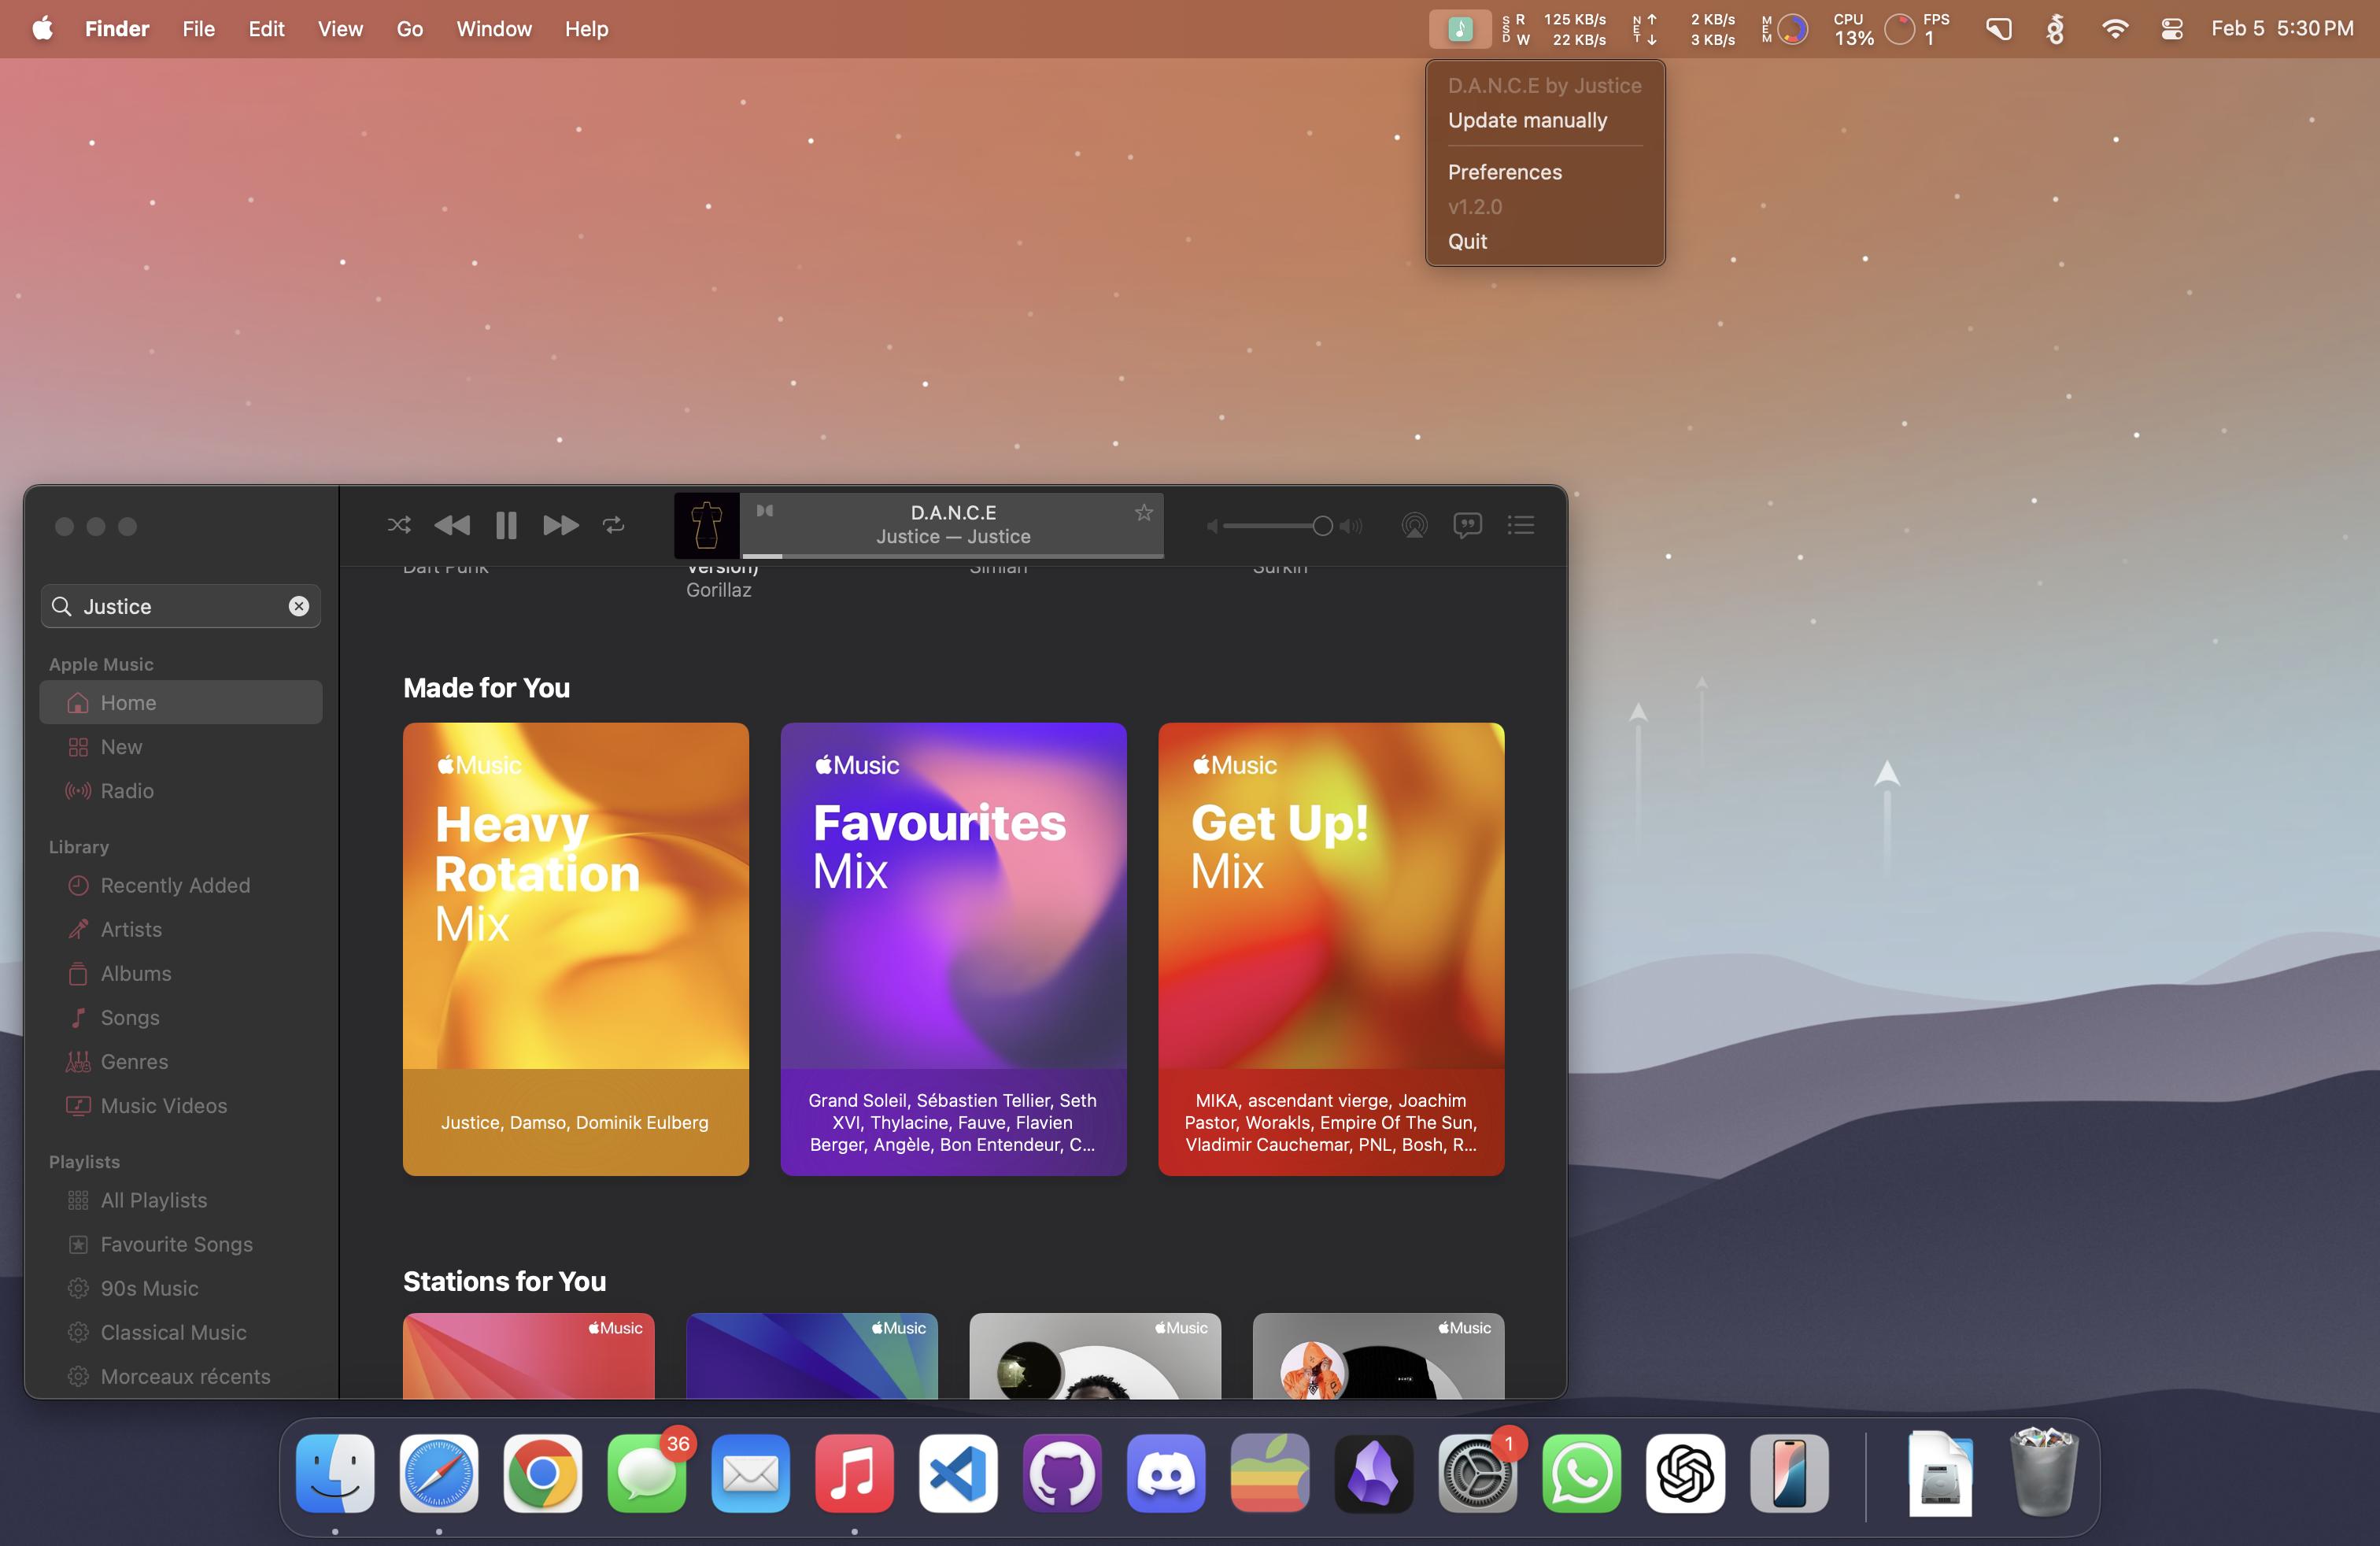 Finder File Edit View Go Window Help
SSD R 125 KB/s NET ↑ 2 KB/s MEM CPU FPS Feb 5 5:30 PM
W 22 KB/s ↓ 3 KB/s 13% 1
D.A.N.C.E by Justice
Update manually
Preferences
v1.2.0
Quit
D.A.N.C.E
Justice — Justice
Justice
Apple Music
Home
New
Radio
Library
Recently Added
Artists
Albums
Songs
Genres
Music Videos
Playlists
All Playlists
Favourite Songs
90s Music
Classical Music
Morceaux récents
Daft Punk
Version)
Gorillaz
Simian
Surkin
Made for You
Music
Heavy
Rotation
Mix
Justice, Damso, Dominik Eulberg
Music
Favourites
Mix
Grand Soleil, Sébastien Tellier, Seth
XVI, Thylacine, Fauve, Flavien
Berger, Angèle, Bon Entendeur, C...
Music
Get Up!
Mix
MIKA, ascendant vierge, Joachim
Pastor, Worakls, Empire Of The Sun,
Vladimir Cauchemar, PNL, Bosh, R...
Stations for You
Music
Music
Music
Music
36
1